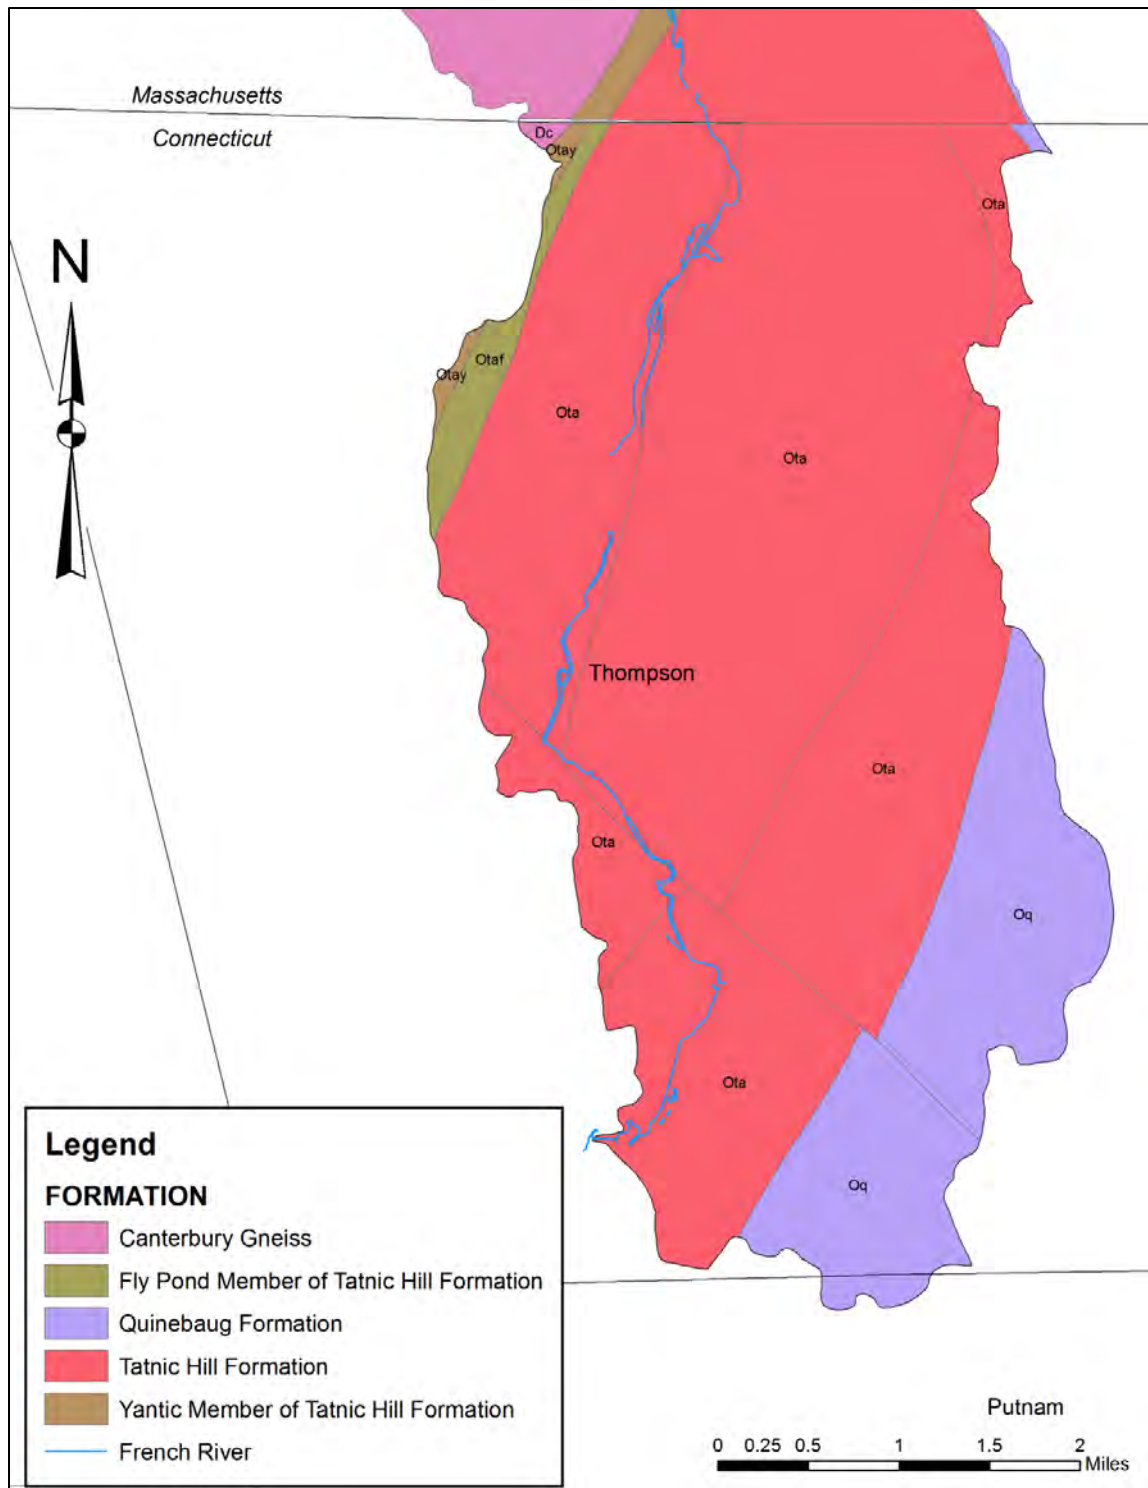 Massachusetts
Connecticut
Dc
Otay
Ota
N
Otaf
Otay
Ota
Ota
Thompson
Ota
Ota
Oq
Ota
Oq
Legend
FORMATION
Canterbury Gneiss
Fly Pond Member of Tatnic Hill Formation
Quinebaug Formation
Tatnic Hill Formation
Yantic Member of Tatnic Hill Formation
French River
Putnam
0 0.25 0.5 1 1.5 2
Miles